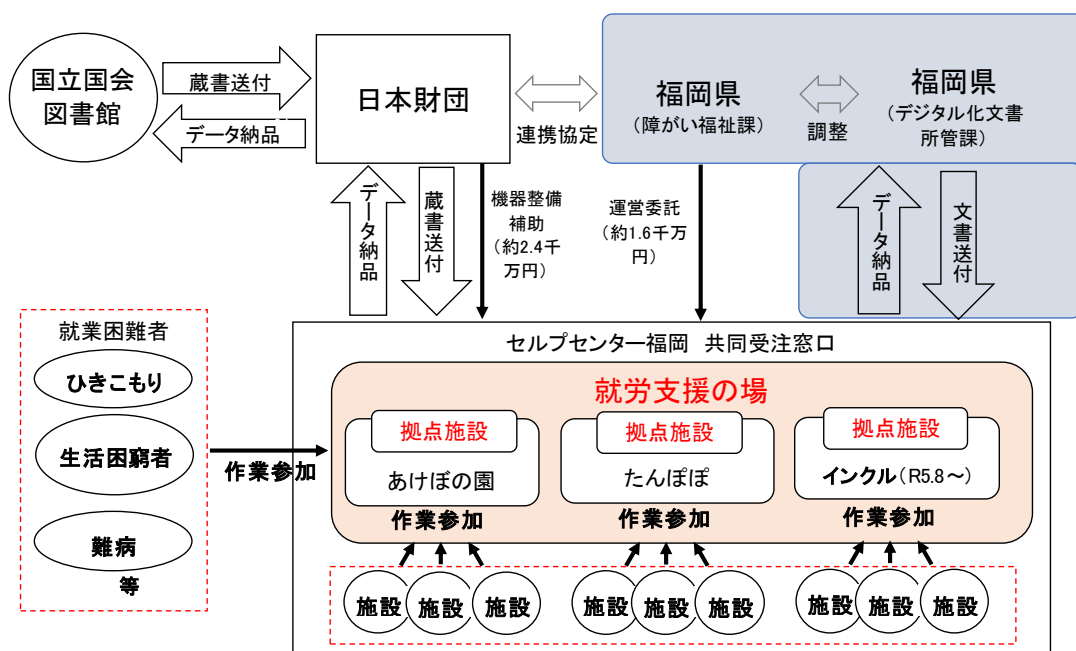 国立国会
図書館
蔵書送付
データ納品
日本財団
連携協定
福岡県
(障がい福祉課)
調整
福岡県
(デジタル化文書
所管課)
データ納品
蔵書送付
機器整備
補助
(約2.4千
万円)
運営委託
(約1.6千万
円)
データ納品
文書送付
就業困難者
ひきこもり
生活困窮者
難病
等
作業参加
セルプセンター福岡 共同受注窓口
就労支援の場
拠点施設
あけぼの園
作業参加
拠点施設
たんぽぽ
作業参加
拠点施設
インクル(R5.8~)
作業参加
施設 施設 施設
施設 施設 施設
施設 施設 施設